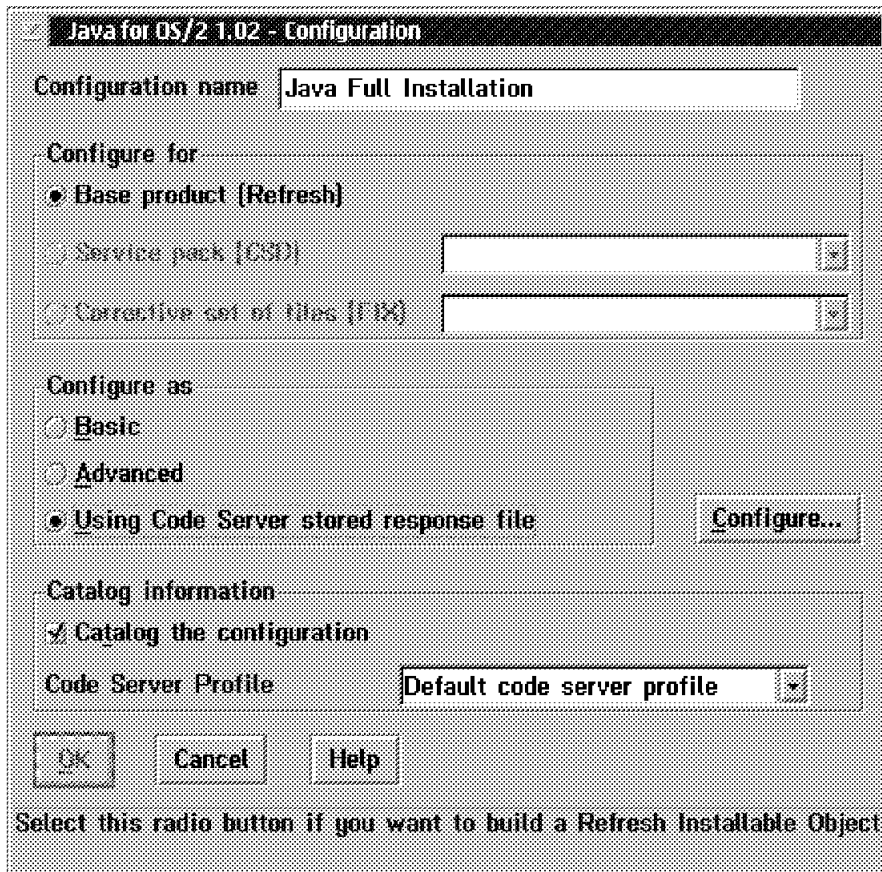 Java for OS/2 1.02 - Configuration
Configuration name Java Full Installation
Configure for
Base product (Refresh)
Service pack (CSD)
Corrective set of files (FIX)
Configure as
Basic
Advanced
Using Code Server stored response file Configure...
Catalog information
Catalog the configuration
Code Server Profile Default code server profile
OK Cancel Help
Select this radio button if you want to build a Refresh Installable Object